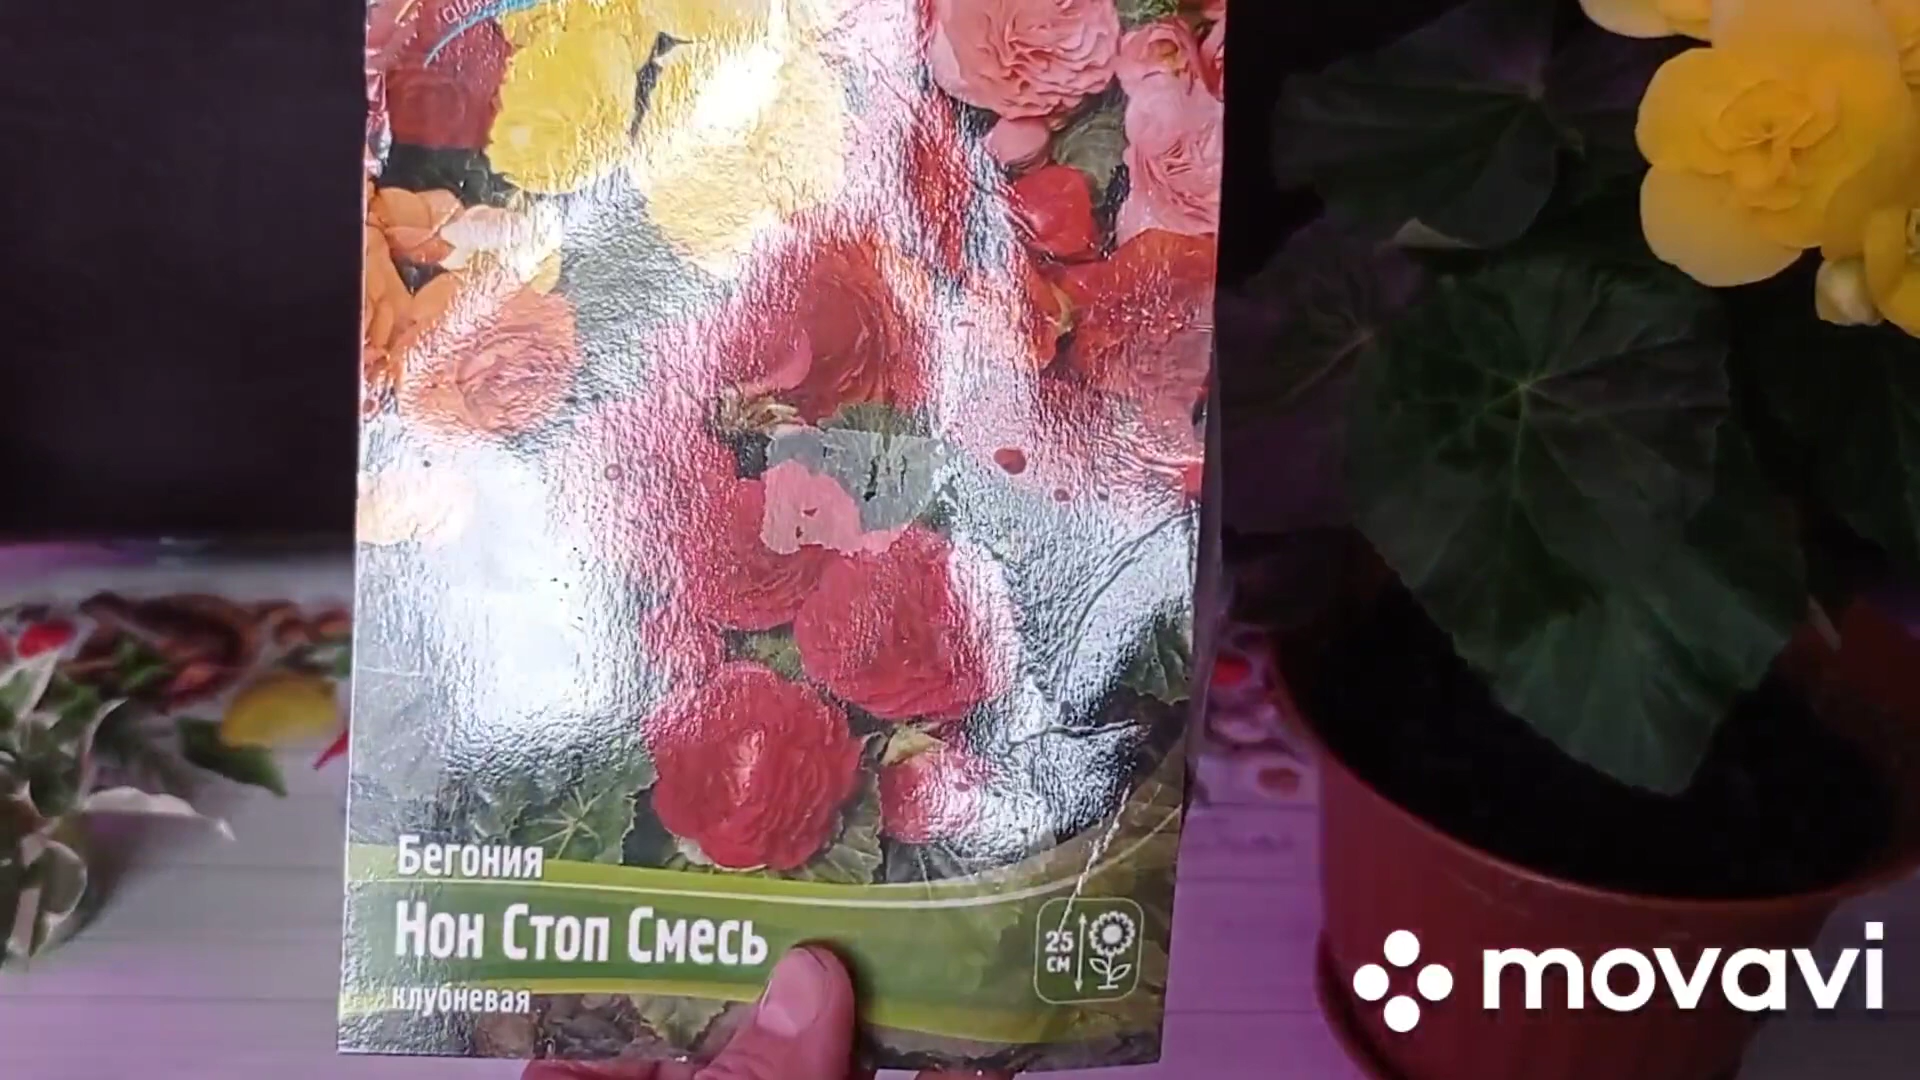 Бегония
Нон Стоп Смесь
клубневая
25
см
movavi